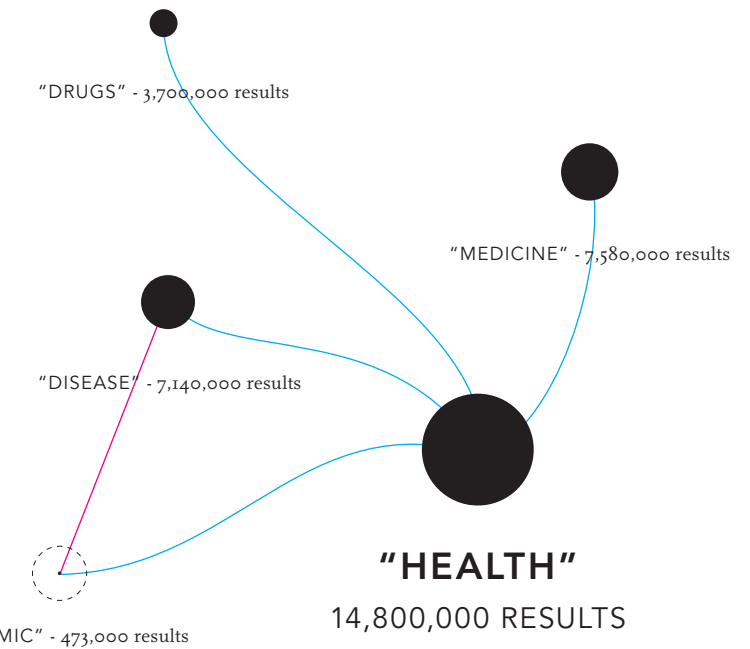 “DRUGS” - 3,700,000 results
“MEDICINE” - 7,580,000 results
“DISEASE” - 7,140,000 results
“HEALTH”
14,800,000 RESULTS
MIC” - 473,000 results